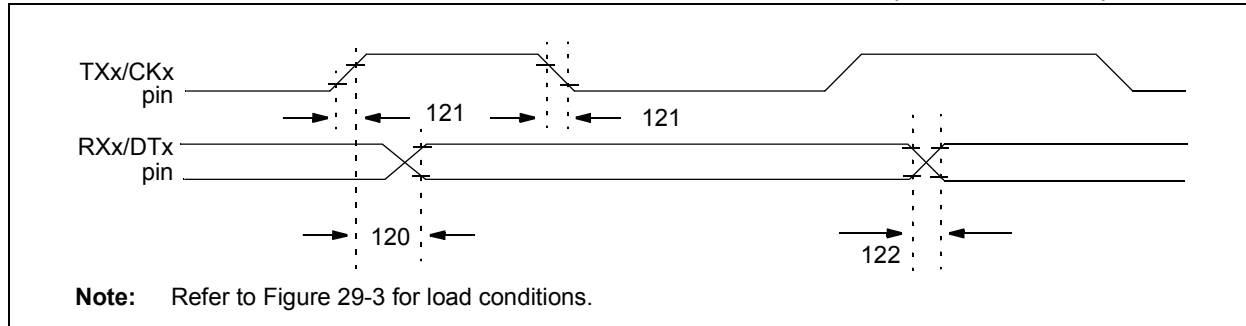 TXx/CKx
pin
121
121
RXx/DTx
pin
120
122
Note: Refer to Figure 29-3 for load conditions.